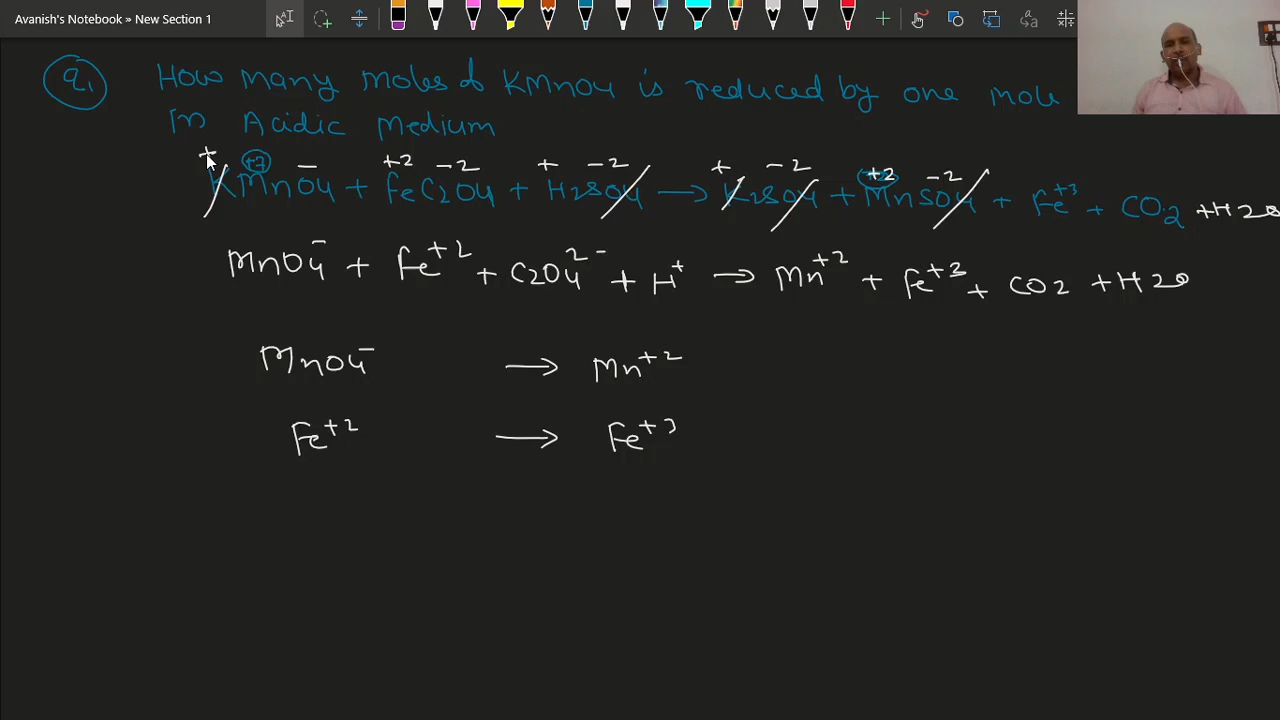 Avanish's Notebook » New Section 1
q1 How many moles of KMnO4 is reduced by one mole
in Acidic Medium
+ +7 - +2 -2 + -2 + -2 +2 -2
KMnO4 + FeC2O4 + H2SO4 → K2SO4 + MnSO4 + Fe+3 + CO2 + H2O
MnO4⁻ + Fe+2 + C2O4 2- + H+ → Mn+2 + Fe+3 + CO2 + H2O
MnO4⁻ → Mn+2
Fe+2 → Fe+3